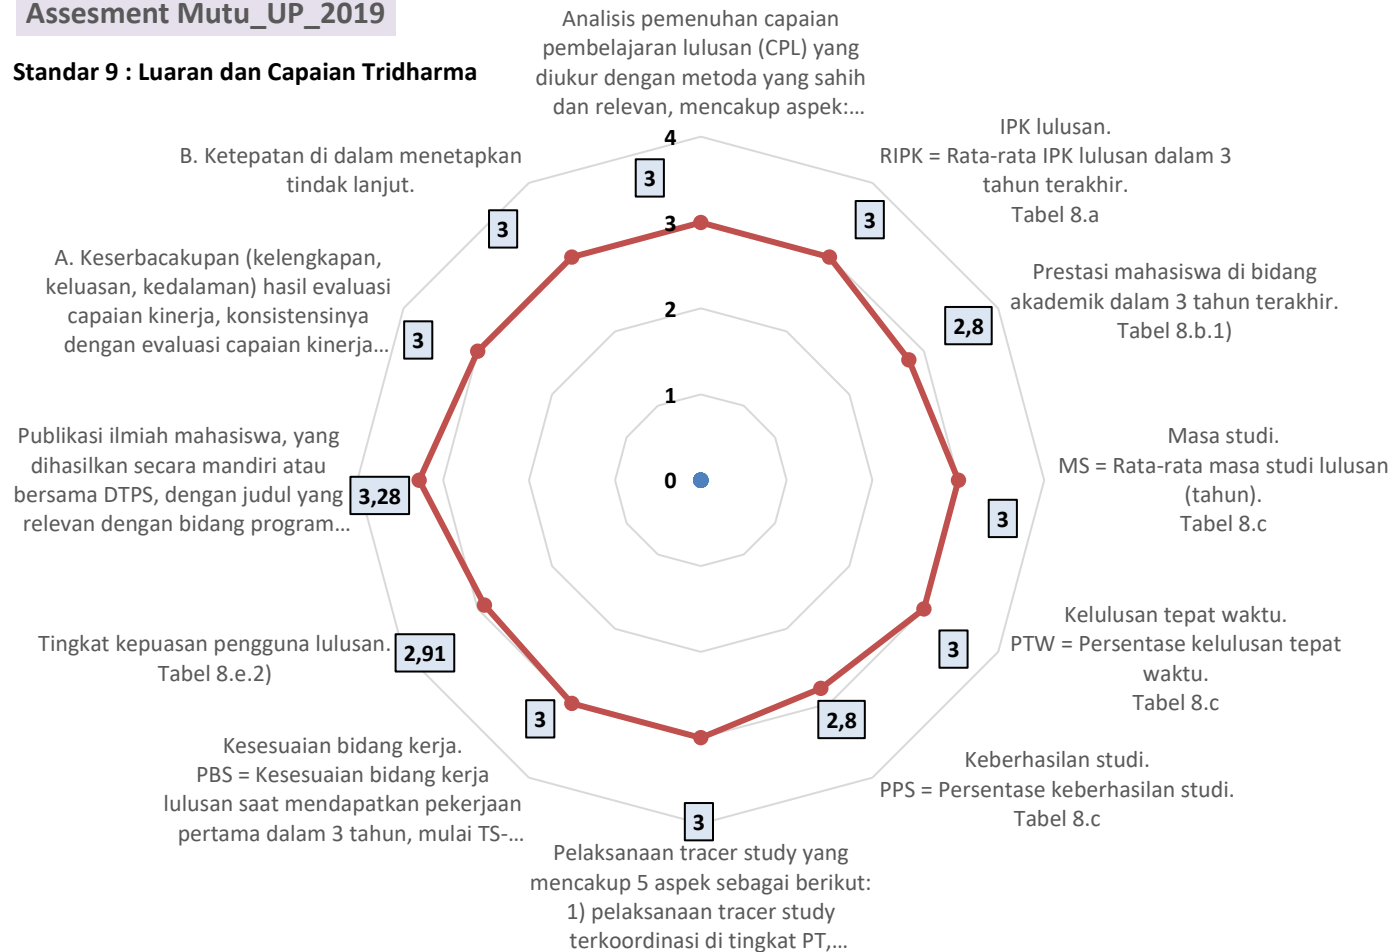 Assesment Mutu_UP_2019
Standar 9 : Luaran dan Capaian Tridharma
Analisis pemenuhan capaian
pembelajaran lulusan (CPL) yang
diukur dengan metoda yang sahih
dan relevan, mencakup aspek:...
IPK lulusan.
RIPK = Rata-rata IPK lulusan dalam 3
tahun terakhir.
Tabel 8.a
Prestasi mahasiswa di bidang
akademik dalam 3 tahun terakhir.
Tabel 8.b.1)
Masa studi.
MS = Rata-rata masa studi lulusan
(tahun).
Tabel 8.c
Kelulusan tepat waktu.
PTW = Persentase kelulusan tepat
waktu.
Tabel 8.c
Keberhasilan studi.
PPS = Persentase keberhasilan studi.
Tabel 8.c
Pelaksanaan tracer study yang
mencakup 5 aspek sebagai berikut:
1) pelaksanaan tracer study
terkoordinasi di tingkat PT,...
Kesesuaian bidang kerja.
PBS = Kesesuaian bidang kerja
lulusan saat mendapatkan pekerjaan
pertama dalam 3 tahun, mulai TS-...
Tingkat kepuasan pengguna lulusan.
Tabel 8.e.2)
Publikasi ilmiah mahasiswa, yang
dihasilkan secara mandiri atau
bersama DTPS, dengan judul yang
relevan dengan bidang program...
A. Keserbacakupan (kelengkapan,
keluasan, kedalaman) hasil evaluasi
capaian kinerja, konsistensinya
dengan evaluasi capaian kinerja...
B. Ketepatan di dalam menetapkan
tindak lanjut.
4
3
2
1
0
3
3
2,8
3
3
2,8
3
3
2,91
3,28
3
3